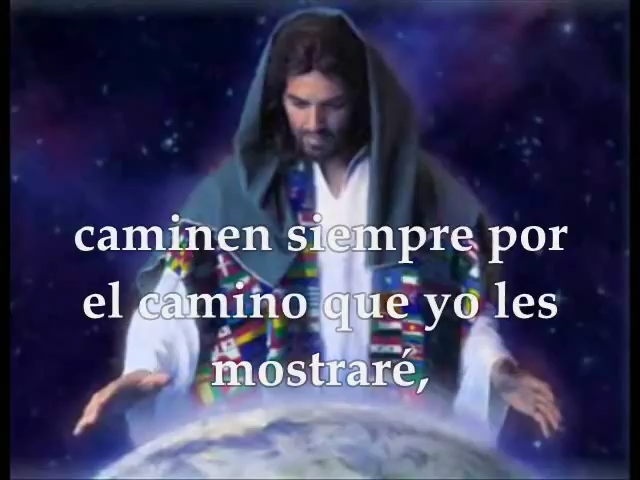 caminen siempre por
el camino que yo les
mostraré,